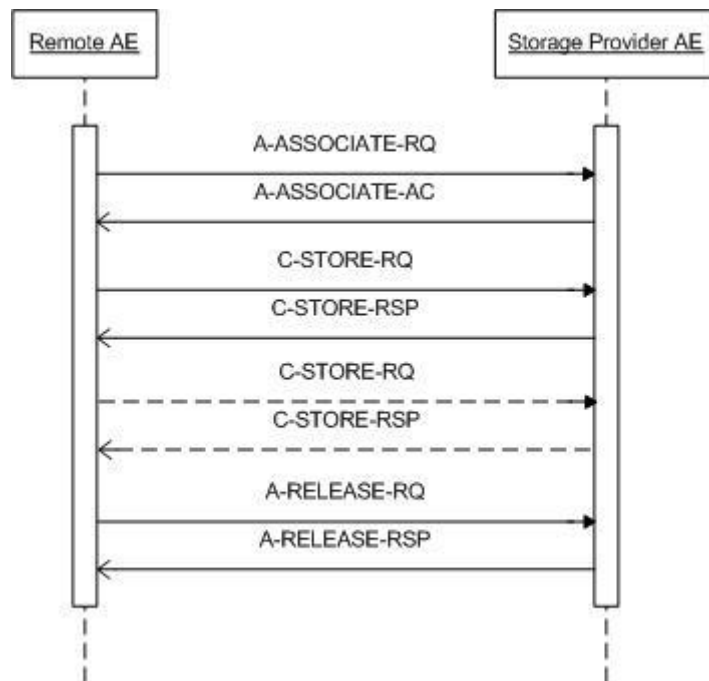 Remote AE
Storage Provider AE
A-ASSOCIATE-RQ
A-ASSOCIATE-AC
C-STORE-RQ
C-STORE-RSP
C-STORE-RQ
C-STORE-RSP
A-RELEASE-RQ
A-RELEASE-RSP